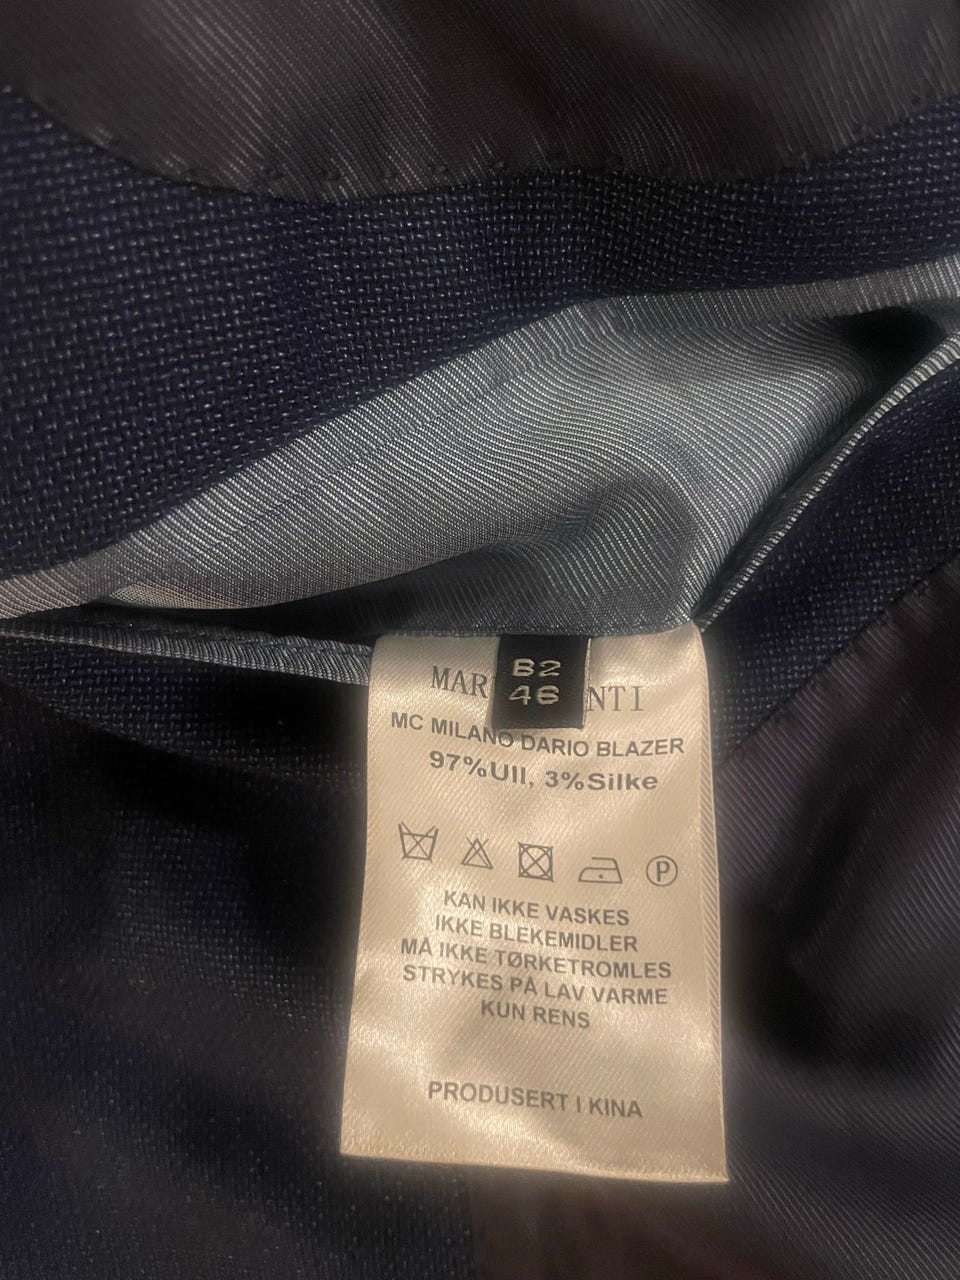 B2
46
MC MILANO DARIO BLAZER
97%Ull, 3%Silke
P
KAN IKKE VASKES
IKKE BLEKEMIDLER
MÅ IKKE TØRKETROMLES
STRYKES PÅ LAV VARME
KUN RENS
PRODUSERT I KINA